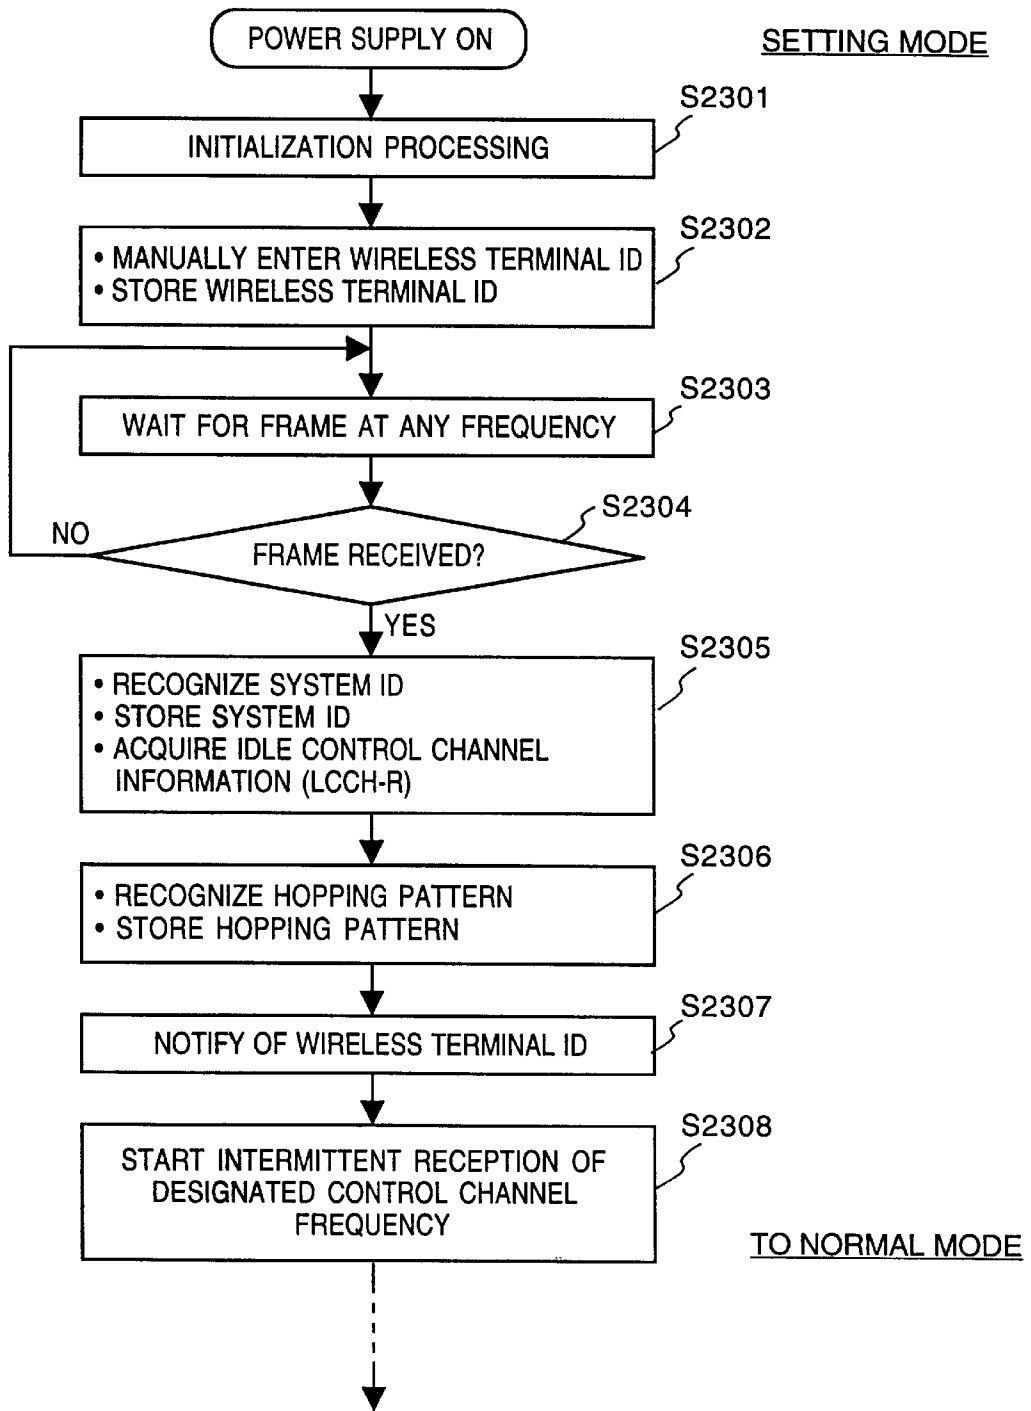 POWER SUPPLY ON
SETTING MODE
S2301
INITIALIZATION PROCESSING
S2302
• MANUALLY ENTER WIRELESS TERMINAL ID
• STORE WIRELESS TERMINAL ID
S2303
WAIT FOR FRAME AT ANY FREQUENCY
S2304
NO
FRAME RECEIVED?
YES
S2305
• RECOGNIZE SYSTEM ID
• STORE SYSTEM ID
• ACQUIRE IDLE CONTROL CHANNEL
INFORMATION (LCCH-R)
S2306
• RECOGNIZE HOPPING PATTERN
• STORE HOPPING PATTERN
S2307
NOTIFY OF WIRELESS TERMINAL ID
S2308
START INTERMITTENT RECEPTION OF
DESIGNATED CONTROL CHANNEL
FREQUENCY
TO NORMAL MODE